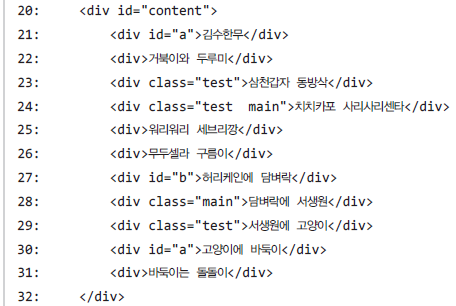 20:     <div id="content">
21:         <div id="a">김수한무</div>
22:         <div>거북이와 두루미</div>
23:         <div class="test">삼천갑자 동방삭</div>
24:         <div class="test  main">치치카포 사리사리센타</div>
25:         <div>워리워리 세브리깡</div>
26:         <div>무두셀라 구름이</div>
27:         <div id="b">허리케인에 담벼락</div>
28:         <div class="main">담벼락에 서생원</div>
29:         <div class="test">서생원에 고양이</div>
30:         <div id="a">고양이에 바둑이</div>
31:         <div>바둑이는 돌돌이</div>
32:     </div>